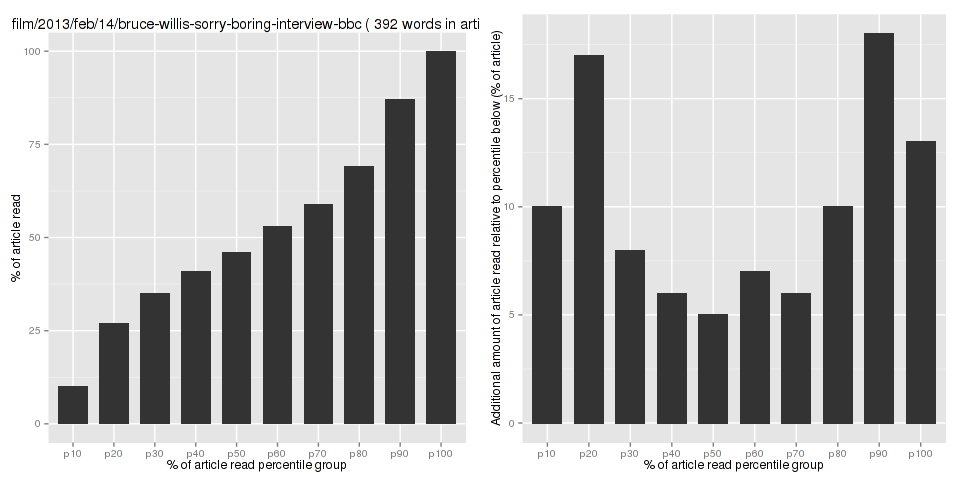 film/2013/feb/14/bruce-willis-sorry-boring-interview-bbc ( 392 words in arti
% of article read
100
75
50
25
0
p10 p20 p30 p40 p50 p60 p70 p80 p90 p100
% of article read percentile group
Additional amount of article read relative to percentile below (% of article)
15
10
5
0
p10 p20 p30 p40 p50 p60 p70 p80 p90 p100
% of article read percentile group